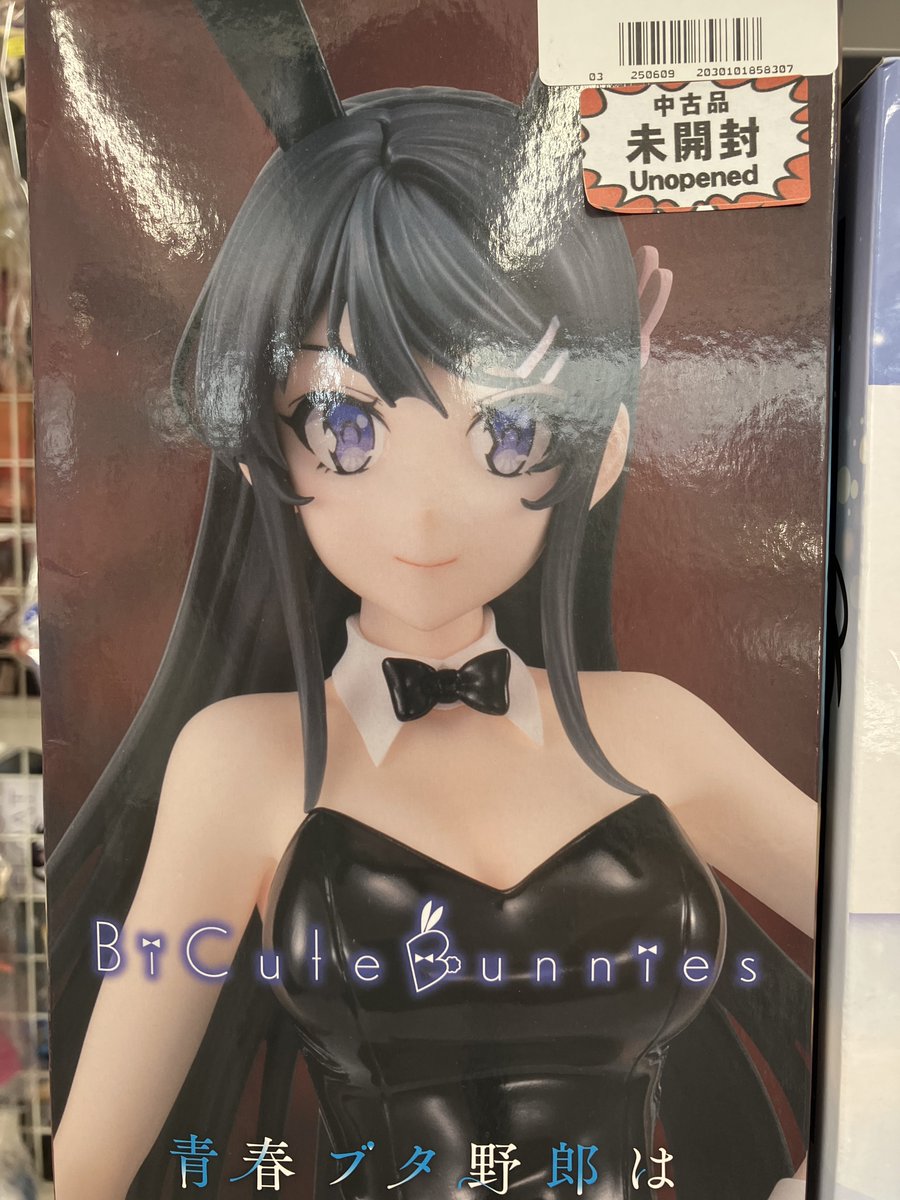 03 250609 2030101858307
中古品
未開封
Unopened
BiCute Bunnies
青春ブタ野郎は